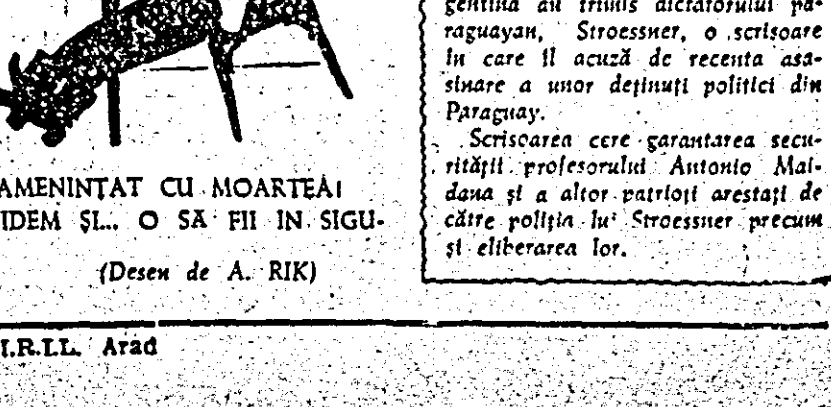 AMENINȚAT CU MOARTEA!
IDEM ȘI... O SĂ FII IN SIGU-
(Desen de A. RIK)
gentina au trimis dictatorului pa-
raguayan, Stroessner, o scrisoare
în care îl acuză de recenta asa-
sinare a unor deținuți politici din
Paraguay.
Scrisoarea cere garantarea secu-
rității profesorului Antonio Mai-
dana și a altor patrioți arestați de
către poliția lui Stroessner precum
și eliberarea lor.
I.R.I.L. Arad